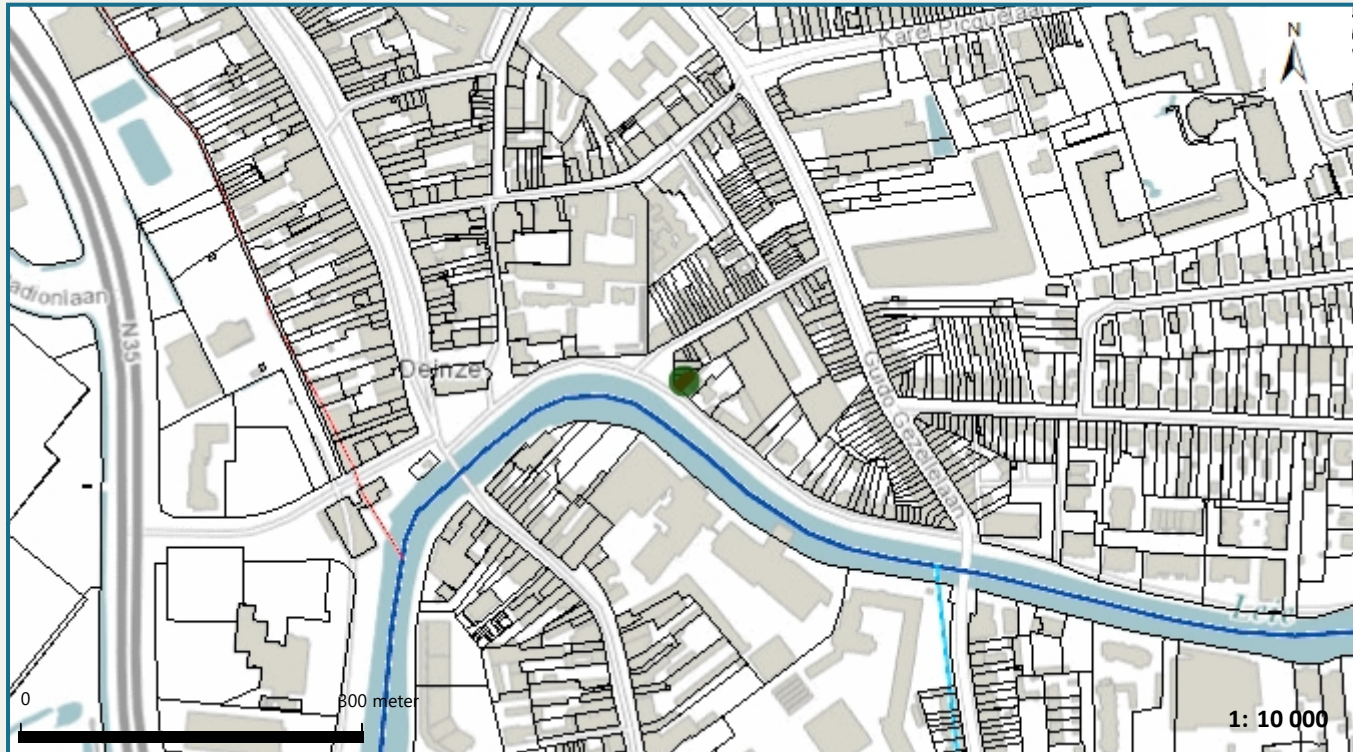 Karel Picquelaan
N
adionlaan
N35
Deinze
Guido Gezellelaan
Leie
0
300 meter
1: 10 000